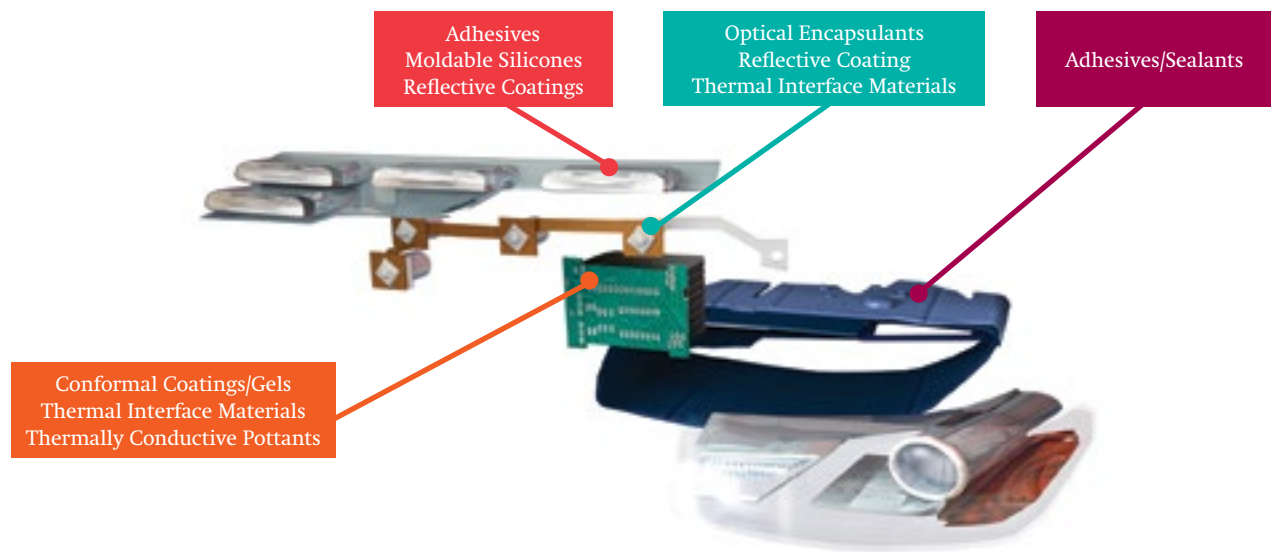 Adhesives
Moldable Silicones
Reflective Coatings
Optical Encapsulants
Reflective Coating
Thermal Interface Materials
Adhesives/Sealants
Conformal Coatings/Gels
Thermal Interface Materials
Thermally Conductive Pottants